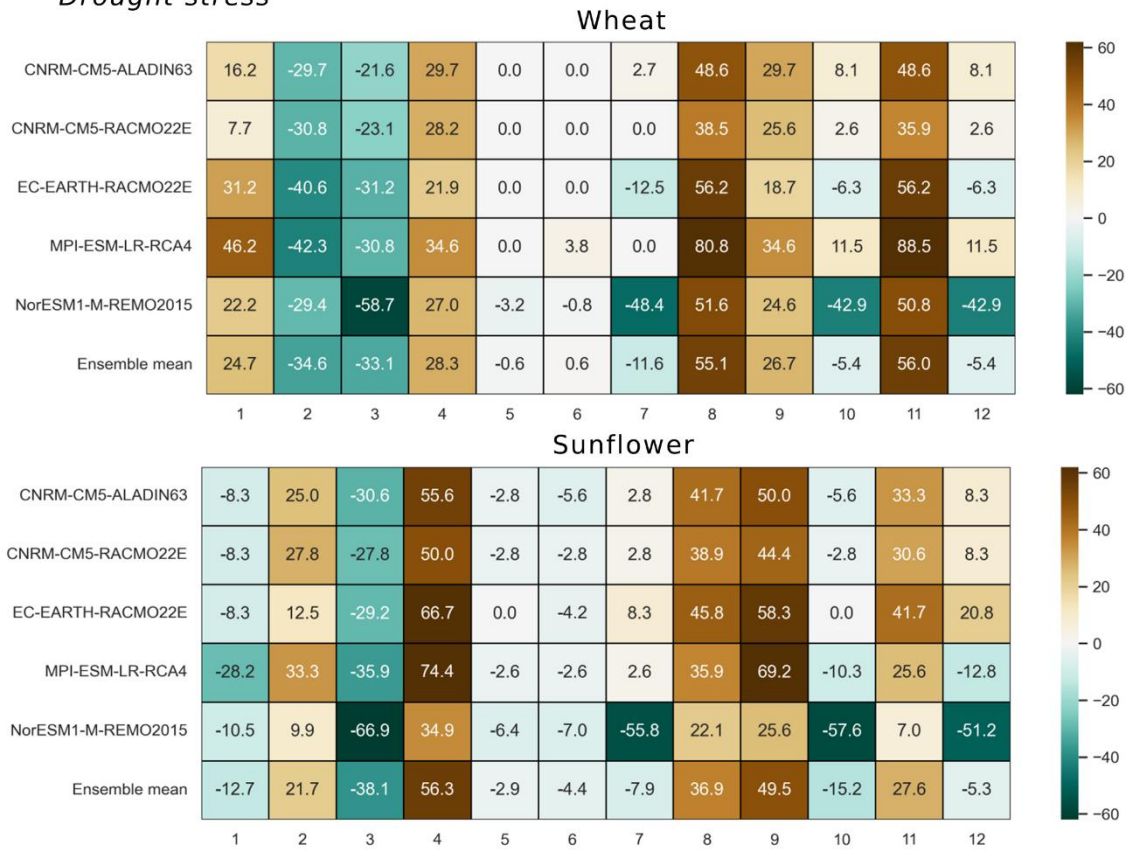 Drought stress
Wheat
CNRM-CM5-ALADIN63 16.2 -29.7 -21.6 29.7 0.0 0.0 2.7 48.6 29.7 8.1 48.6 8.1
CNRM-CM5-RACMO22E 7.7 -30.8 -23.1 28.2 0.0 0.0 0.0 38.5 25.6 2.6 35.9 2.6
EC-EARTH-RACMO22E 31.2 -40.6 -31.2 21.9 0.0 0.0 -12.5 56.2 18.7 -6.3 56.2 -6.3
MPI-ESM-LR-RCA4 46.2 -42.3 -30.8 34.6 0.0 3.8 0.0 80.8 34.6 11.5 88.5 11.5
NorESM1-M-REMO2015 22.2 -29.4 -58.7 27.0 -3.2 -0.8 -48.4 51.6 24.6 -42.9 50.8 -42.9
Ensemble mean 24.7 -34.6 -33.1 28.3 -0.6 0.6 -11.6 55.1 26.7 -5.4 56.0 -5.4
1 2 3 4 5 6 7 8 9 10 11 12
60
40
20
0
−20
−40
−60
Sunflower
CNRM-CM5-ALADIN63 -8.3 25.0 -30.6 55.6 -2.8 -5.6 2.8 41.7 50.0 -5.6 33.3 8.3
CNRM-CM5-RACMO22E -8.3 27.8 -27.8 50.0 -2.8 -2.8 2.8 38.9 44.4 -2.8 30.6 8.3
EC-EARTH-RACMO22E -8.3 12.5 -29.2 66.7 0.0 -4.2 8.3 45.8 58.3 0.0 41.7 20.8
MPI-ESM-LR-RCA4 -28.2 33.3 -35.9 74.4 -2.6 -2.6 2.6 35.9 69.2 -10.3 25.6 -12.8
NorESM1-M-REMO2015 -10.5 9.9 -66.9 34.9 -6.4 -7.0 -55.8 22.1 25.6 -57.6 7.0 -51.2
Ensemble mean -12.7 21.7 -38.1 56.3 -2.9 -4.4 -7.9 36.9 49.5 -15.2 27.6 -5.3
1 2 3 4 5 6 7 8 9 10 11 12
60
40
20
0
−20
−40
−60